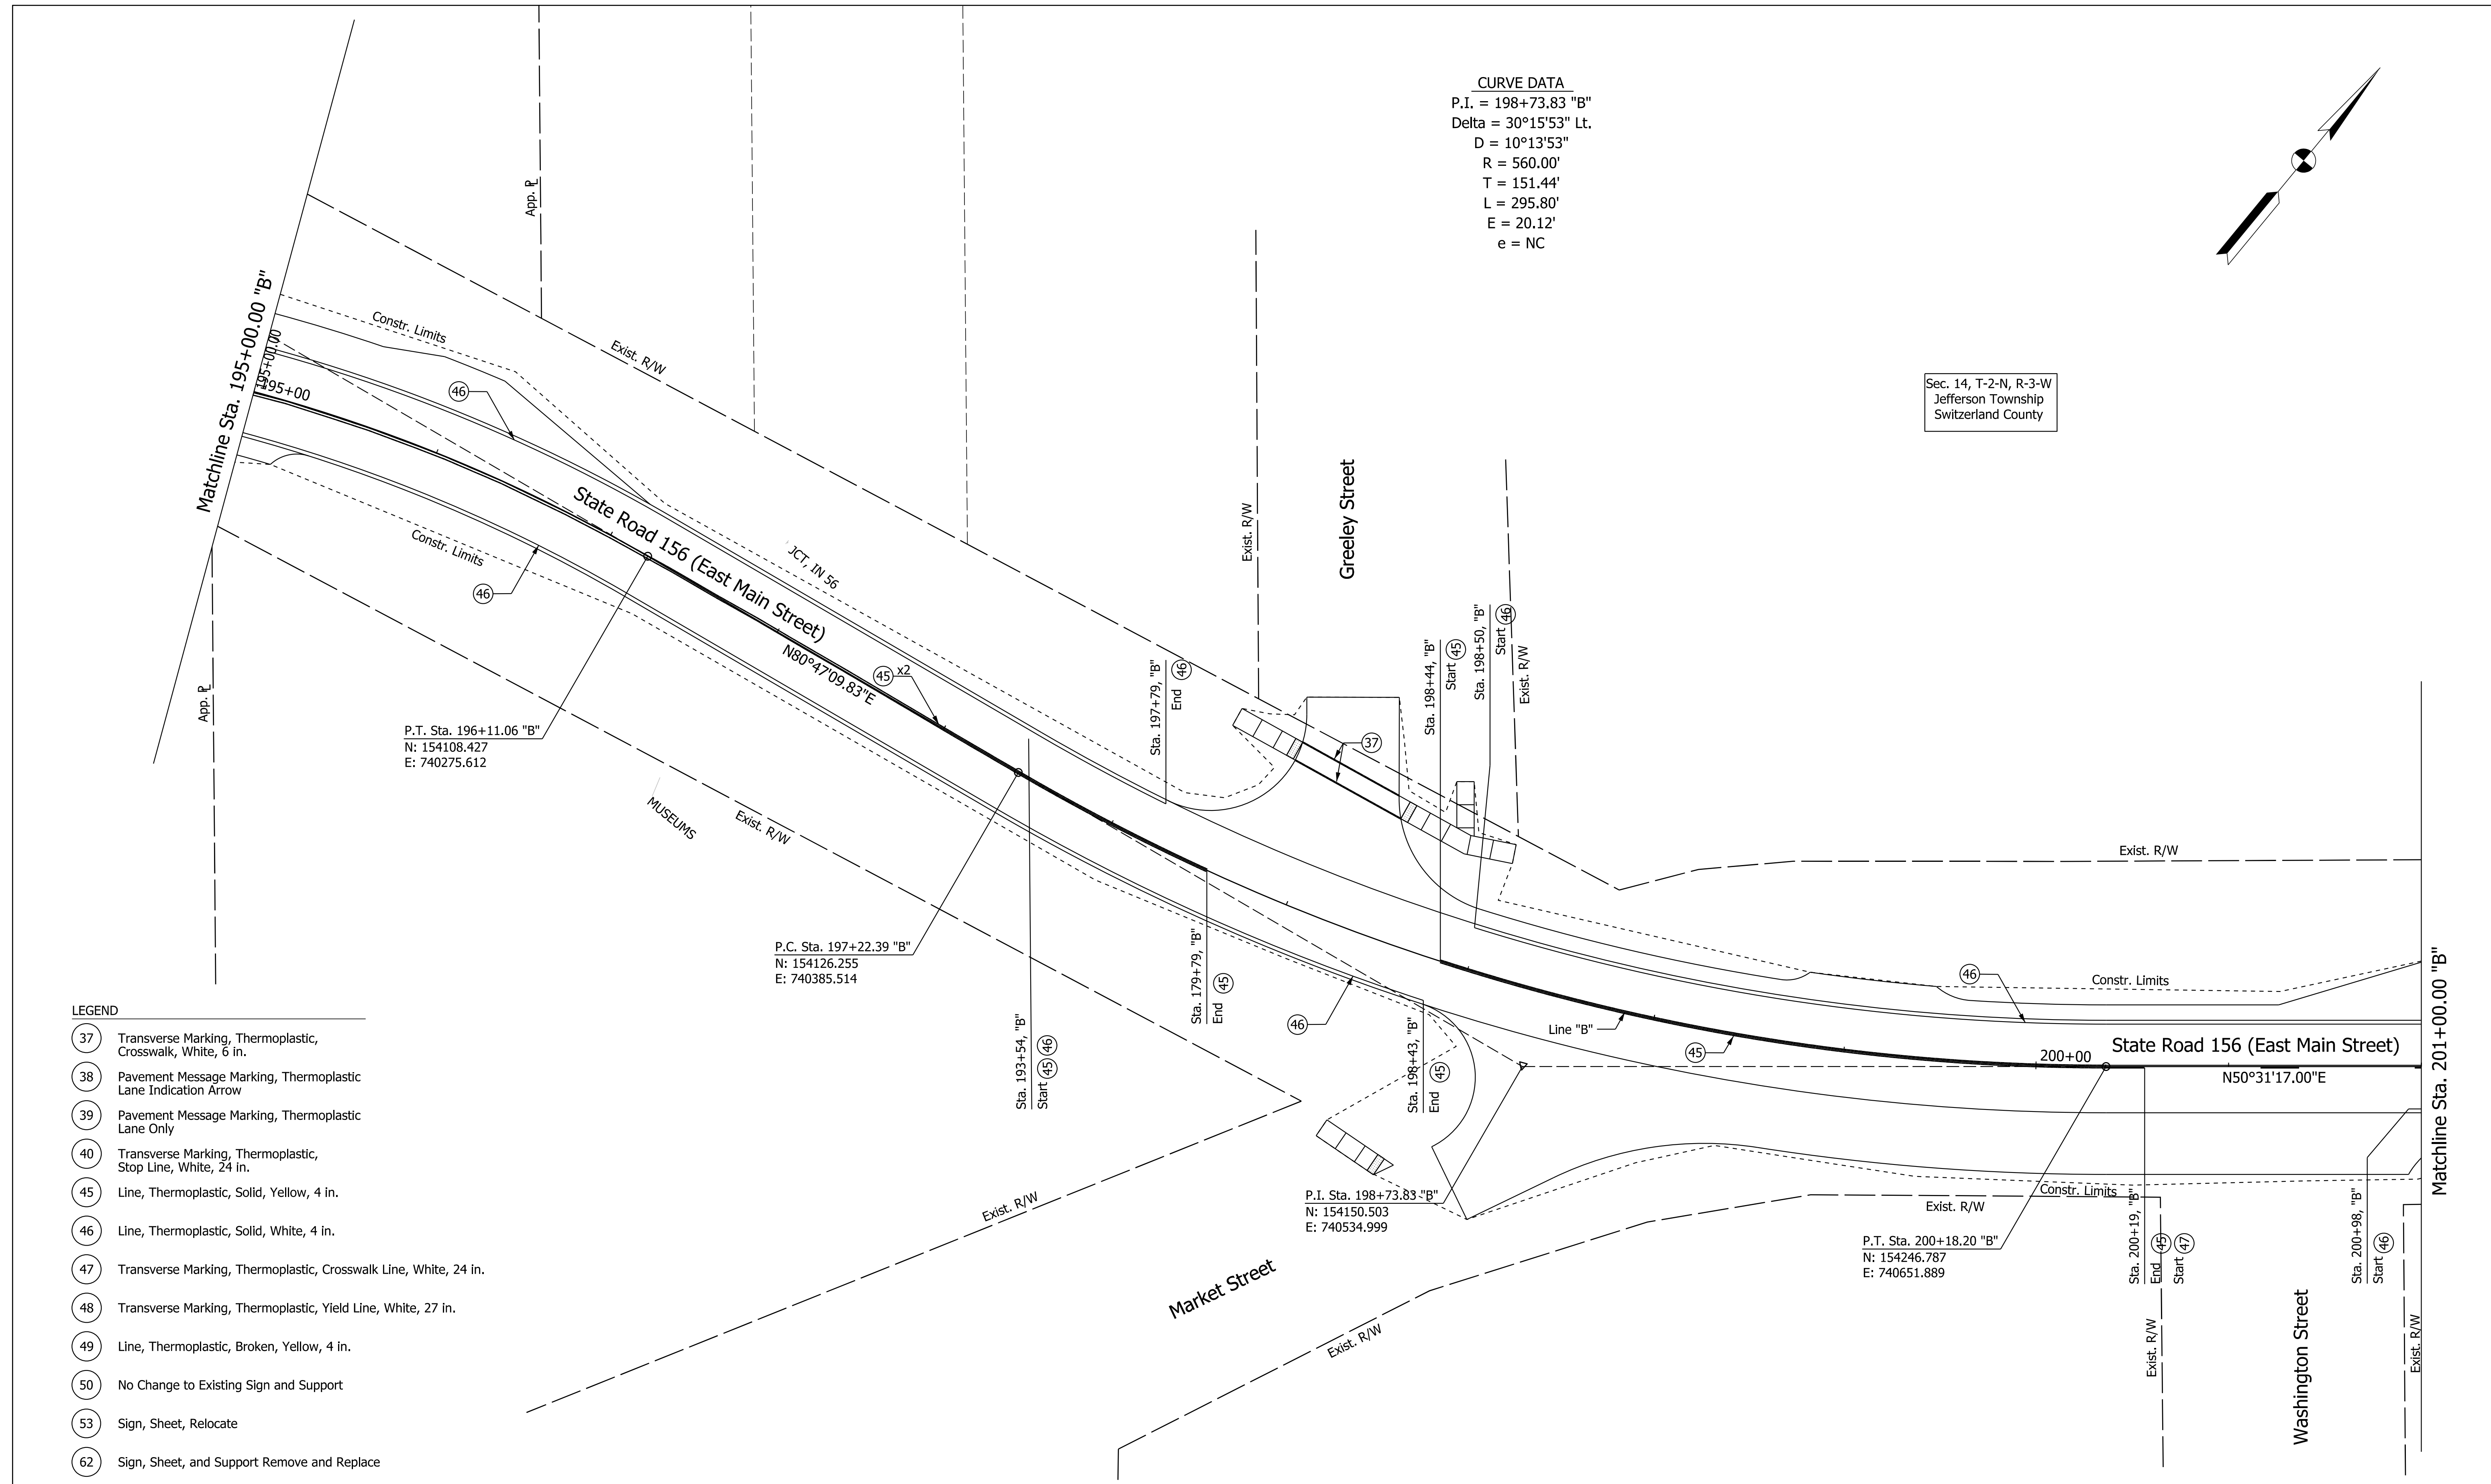 CURVE DATA
P.I. = 198+73.83 "B"
Delta = 30°15'53" Lt.
D = 10°13'53"
R = 560.00'
T = 151.44'
L = 295.80'
E = 20.12'
e = NC
Sec. 14, T-2-N, R-3-W
Jefferson Township
Switzerland County
Matchline Sta. 195+00.00 "B"
195+00.00
195+00
App. PL
Constr. Limits
Exist. R/W
46
State Road 156 (East Main Street)
JCT, IN 56
N80°47'09.83"E
45 x2
Constr. Limits
46
App. PL
P.T. Sta. 196+11.06 "B"
N: 154108.427
E: 740275.612
MUSEUMS
Exist. R/W
P.C. Sta. 197+22.39 "B"
N: 154126.255
E: 740385.514
Sta. 193+54, "B"
Start 45 46
Sta. 197+79, "B"
End 46
Sta. 179+79, "B"
End 45
Exist. R/W
Greeley Street
37
Sta. 198+44, "B"
Start 45
Sta. 198+50, "B"
Start 46
Exist. R/W
46
Sta. 198+43, "B"
End 45
Line "B"
45
Exist. R/W
46
Constr. Limits
200+00
State Road 156 (East Main Street)
N50°31'17.00"E
Matchline Sta. 201+00.00 "B"
P.I. Sta. 198+73.83 "B"
N: 154150.503
E: 740534.999
Exist. R/W
Market Street
Exist. R/W
Constr. Limits
Exist. R/W
P.T. Sta. 200+18.20 "B"
N: 154246.787
E: 740651.889
Sta. 200+19, "B"
End 45
Start 47
Exist. R/W
Washington Street
Sta. 200+98, "B"
Start 46
Exist. R/W
LEGEND
37 Transverse Marking, Thermoplastic,
Crosswalk, White, 6 in.
38 Pavement Message Marking, Thermoplastic
Lane Indication Arrow
39 Pavement Message Marking, Thermoplastic
Lane Only
40 Transverse Marking, Thermoplastic,
Stop Line, White, 24 in.
45 Line, Thermoplastic, Solid, Yellow, 4 in.
46 Line, Thermoplastic, Solid, White, 4 in.
47 Transverse Marking, Thermoplastic, Crosswalk Line, White, 24 in.
48 Transverse Marking, Thermoplastic, Yield Line, White, 27 in.
49 Line, Thermoplastic, Broken, Yellow, 4 in.
50 No Change to Existing Sign and Support
53 Sign, Sheet, Relocate
62 Sign, Sheet, and Support Remove and Replace